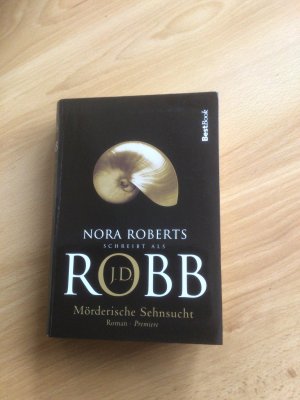 BestBook
NORA ROBERTS
SCHREIBT ALS
J.D.
ROBB
Mörderische Sehnsucht
Roman · Premiere